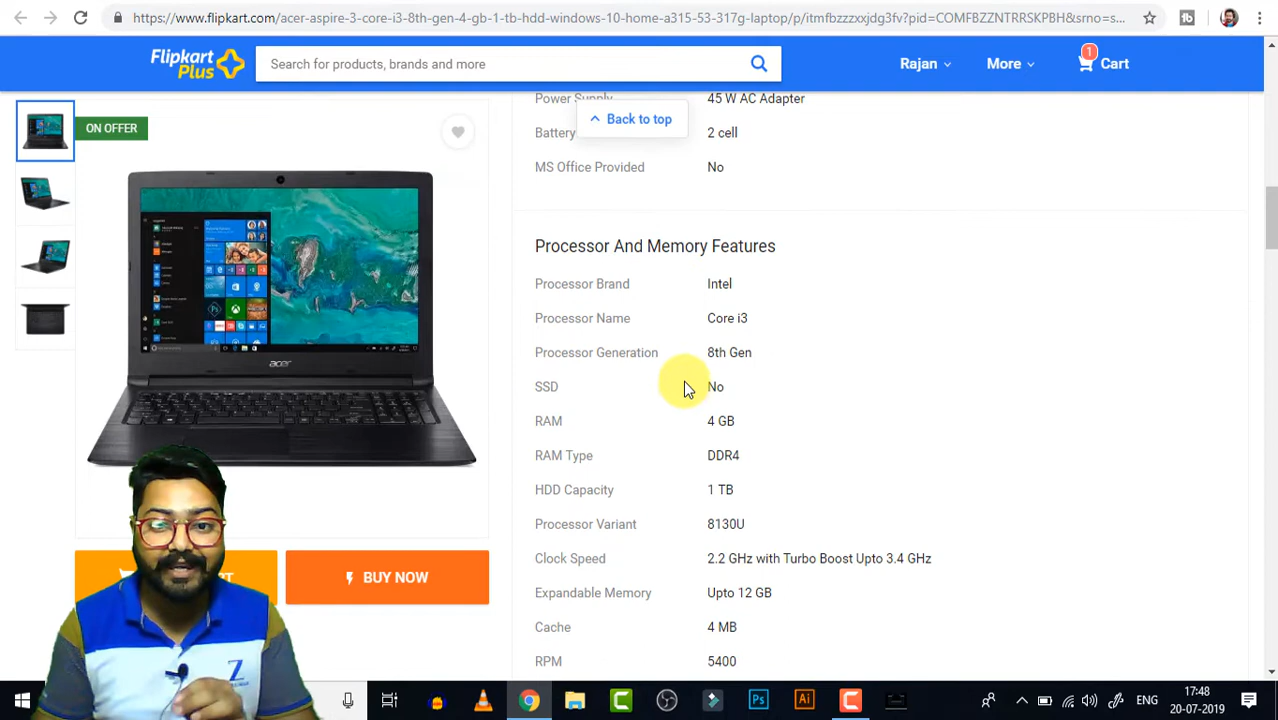 https://www.flipkart.com/acer-aspire-3-core-i3-8th-gen-4-gb-1-tb-hdd-windows-10-home-a315-53-317g-laptop/p/itmfbzzzxxjdg3fv?pid=COMFBZZNTRRSKPBH&srno=s...
Flipkart
Plus
Search for products, brands and more
Rajan
More
1
Cart
ON OFFER
acer
BUY NOW
Power Supply 45 W AC Adapter
Back to top
Battery 2 cell
MS Office Provided No
Processor And Memory Features
Processor Brand Intel
Processor Name Core i3
Processor Generation 8th Gen
SSD No
RAM 4 GB
RAM Type DDR4
HDD Capacity 1 TB
Processor Variant 8130U
Clock Speed 2.2 GHz with Turbo Boost Upto 3.4 GHz
Expandable Memory Upto 12 GB
Cache 4 MB
RPM 5400
Z
Ps
Ai
ENG
17:48
20-07-2019